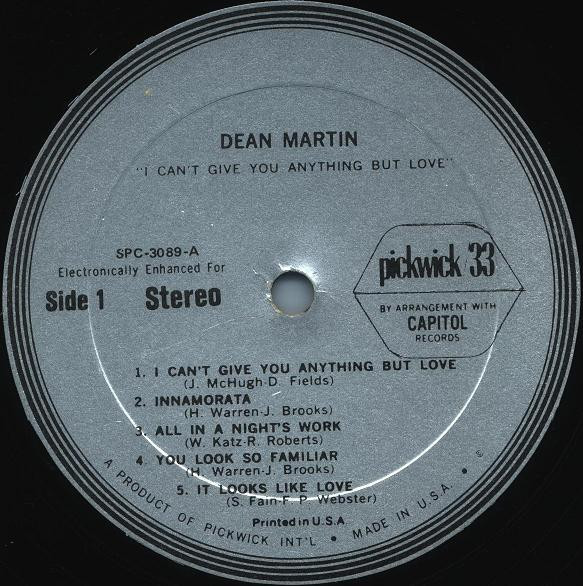 DEAN MARTIN
"I CAN'T GIVE YOU ANYTHING BUT LOVE"
SPC-3089-A
Electronically Enhanced For
Side 1 Stereo
pickwick 33
BY ARRANGEMENT WITH
CAPITOL
RECORDS
1. I CAN'T GIVE YOU ANYTHING BUT LOVE
(J. McHugh-D. Fields)
2. INNAMORATA
(H. Warren-J. Brooks)
3. ALL IN A NIGHT'S WORK
(W. Katz-R. Roberts)
4. YOU LOOK SO FAMILIAR
(H. Warren-J. Brooks)
5. IT LOOKS LIKE LOVE
(S. Fain-F. P. Webster)
Printed in U.S.A
A PRODUCT OF PICKWICK INT'L • MADE IN U.S.A. •